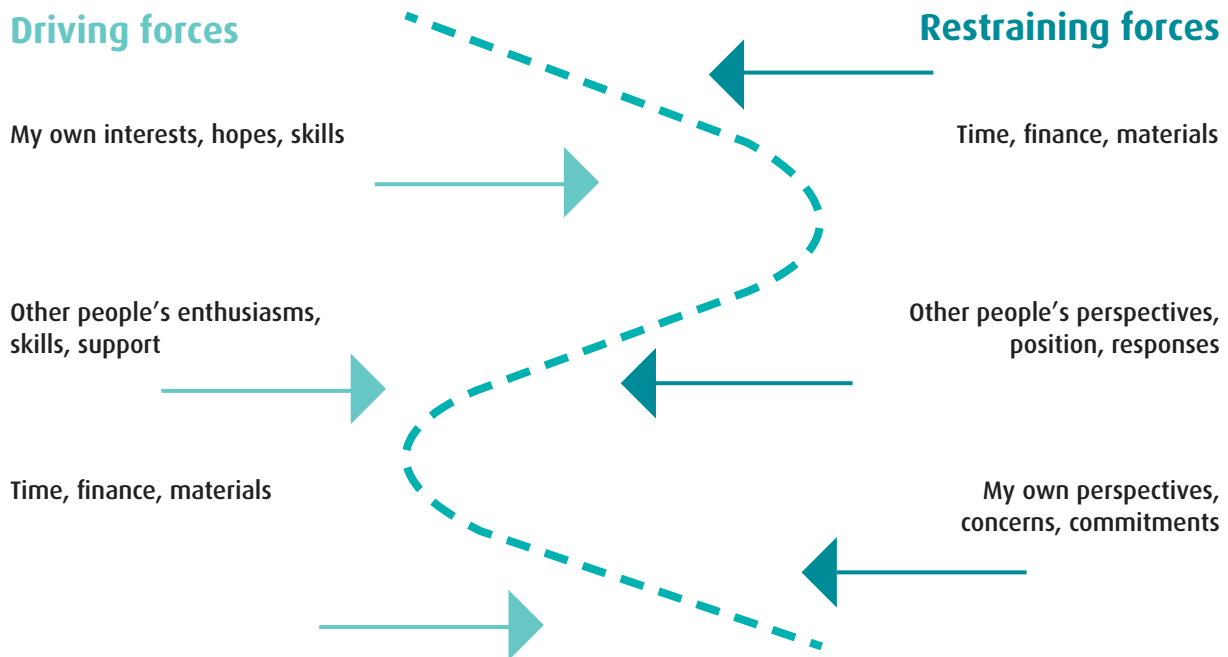 Driving forces
Restraining forces
My own interests, hopes, skills
Time, finance, materials
Other people’s enthusiasms,
skills, support
Other people’s perspectives,
position, responses
Time, finance, materials
My own perspectives,
concerns, commitments